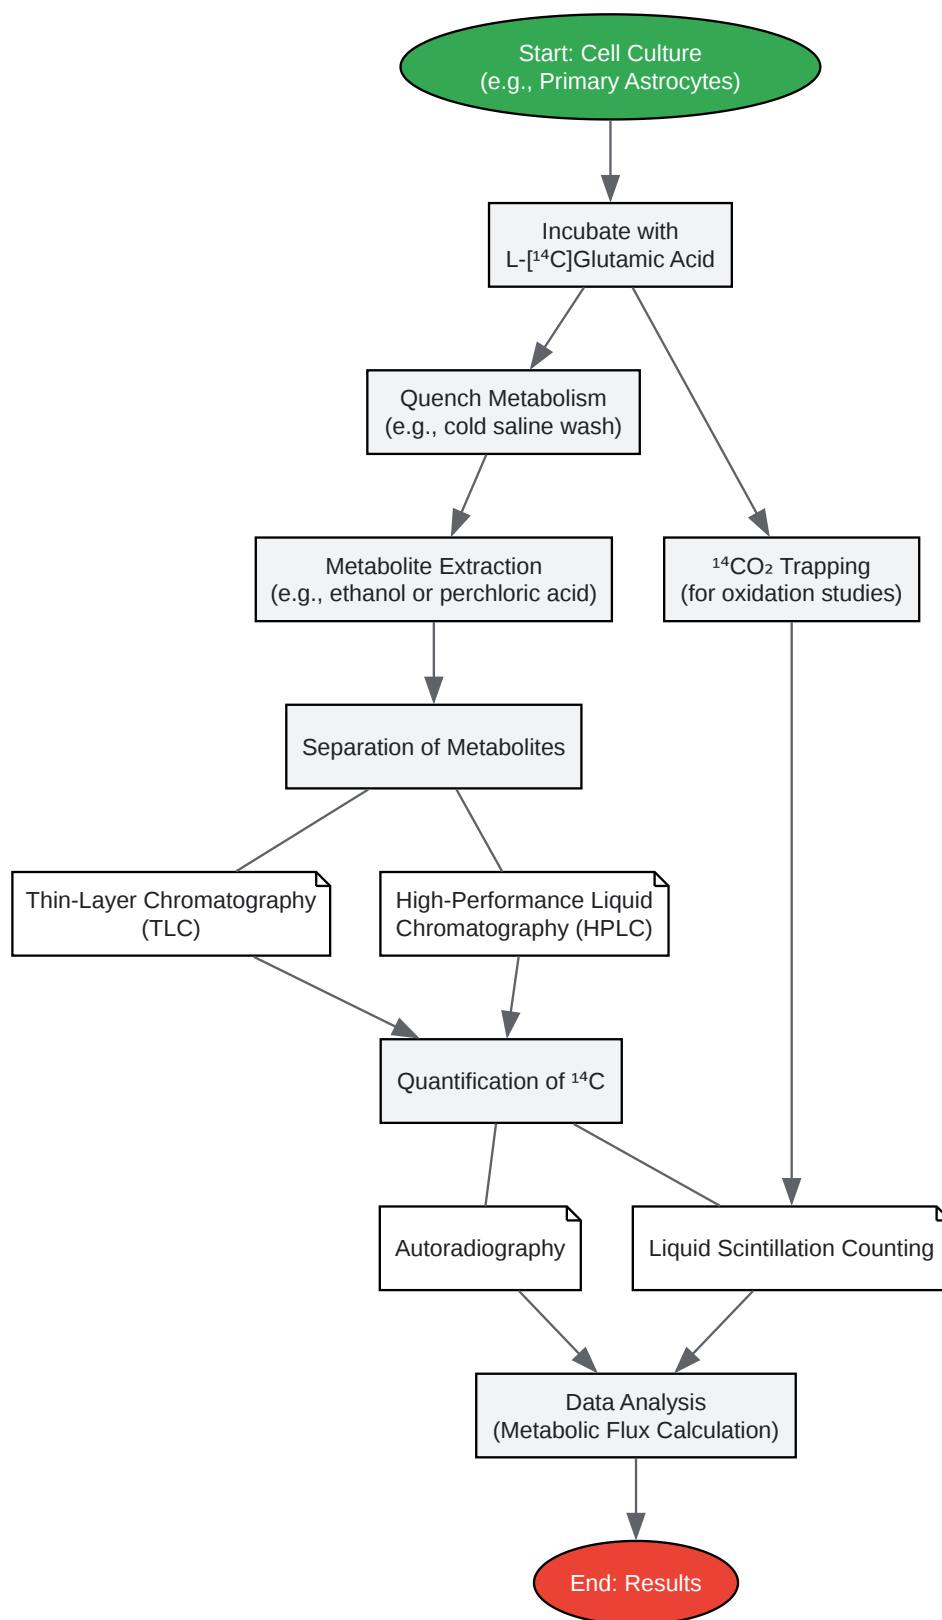 Start: Cell Culture
(e.g., Primary Astrocytes)
Incubate with
L-[¹⁴C]Glutamic Acid
Quench Metabolism
(e.g., cold saline wash)
Metabolite Extraction
(e.g., ethanol or perchloric acid)
¹⁴CO₂ Trapping
(for oxidation studies)
Separation of Metabolites
Thin-Layer Chromatography
(TLC)
High-Performance Liquid
Chromatography (HPLC)
Quantification of ¹⁴C
Autoradiography
Liquid Scintillation Counting
Data Analysis
(Metabolic Flux Calculation)
End: Results